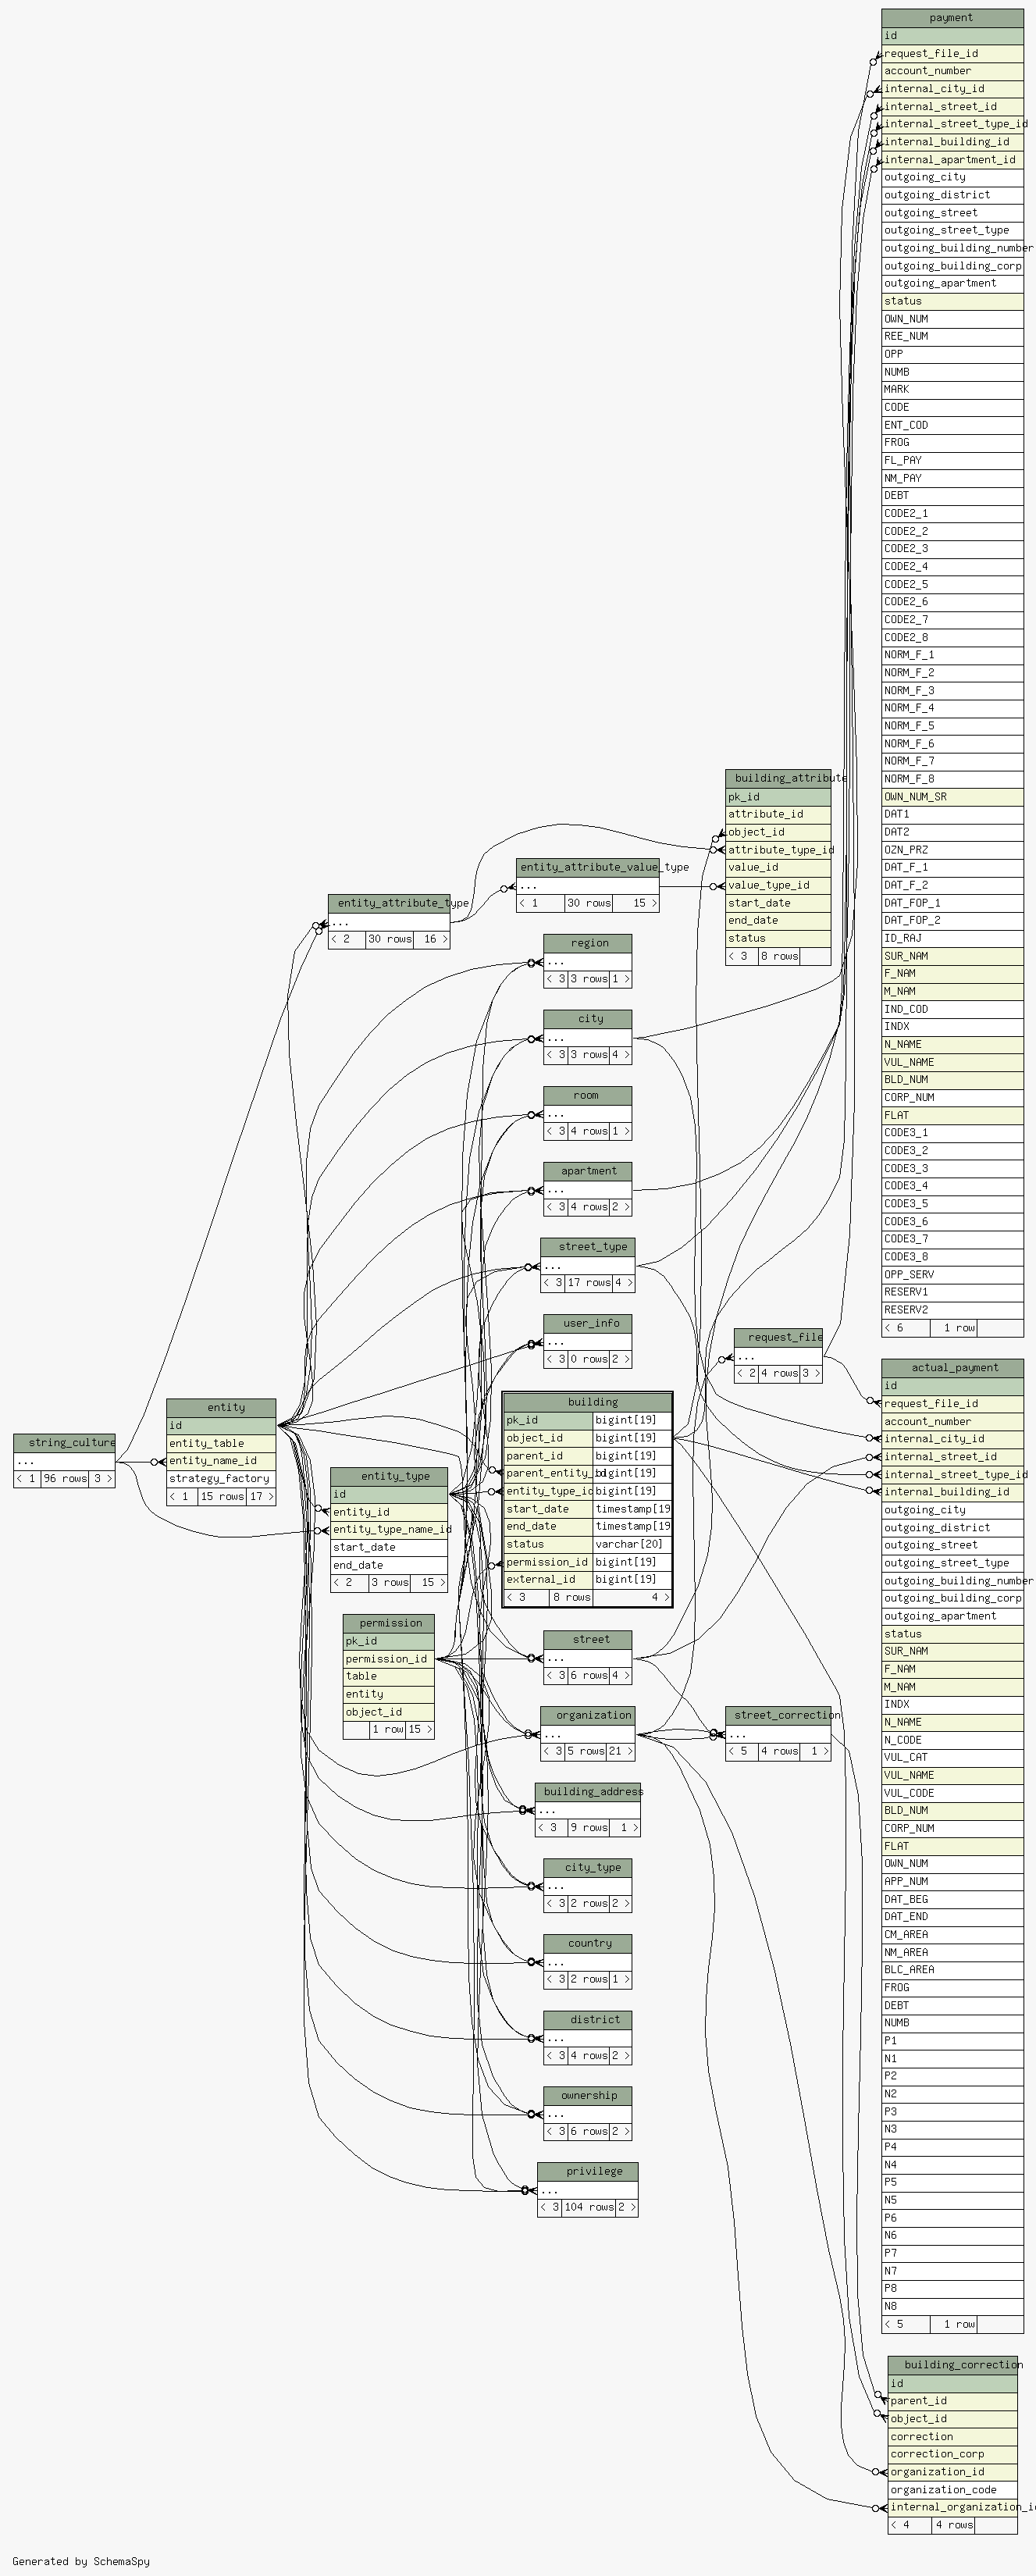 payment
id
request_file_id
account_number
internal_city_id
internal_street_id
internal_street_type_id
internal_building_id
internal_apartment_id
outgoing_city
outgoing_district
outgoing_street
outgoing_street_type
outgoing_building_number
outgoing_building_corp
outgoing_apartment
status
OWN_NUM
REE_NUM
OPP
NUMB
MARK
CODE
ENT_COD
FROG
FL_PAY
NM_PAY
DEBT
CODE2_1
CODE2_2
CODE2_3
CODE2_4
CODE2_5
CODE2_6
CODE2_7
CODE2_8
NORM_F_1
NORM_F_2
NORM_F_3
NORM_F_4
NORM_F_5
NORM_F_6
NORM_F_7
NORM_F_8
OWN_NUM_SR
DAT1
DAT2
OZN_PRZ
DAT_F_1
DAT_F_2
DAT_FOP_1
DAT_FOP_2
ID_RAJ
SUR_NAM
F_NAM
M_NAM
IND_COD
INDX
N_NAME
VUL_NAME
BLD_NUM
CORP_NUM
FLAT
CODE3_1
CODE3_2
CODE3_3
CODE3_4
CODE3_5
CODE3_6
CODE3_7
CODE3_8
OPP_SERV
RESERV1
RESERV2
< 6 1 row
building_attribute
pk_id
attribute_id
object_id
attribute_type_id
value_id
value_type_id
start_date
end_date
status
< 3 8 rows
entity_attribute_value_type
...
< 1 30 rows 15 >
entity_attribute_type
...
< 2 30 rows 16 >
region
...
< 3 3 rows 1 >
city
...
< 3 3 rows 4 >
room
...
< 3 4 rows 1 >
apartment
...
< 3 4 rows 2 >
street_type
...
< 3 17 rows 4 >
user_info
...
< 3 0 rows 2 >
request_file
...
< 2 4 rows 3 >
string_culture
...
< 1 96 rows 3 >
entity
id
entity_table
entity_name_id
strategy_factory
< 1 15 rows 17 >
entity_type
id
entity_id
entity_type_name_id
start_date
end_date
< 2 3 rows 15 >
permission
pk_id
permission_id
table
entity
object_id
1 row 15 >
building
pk_id bigint[19]
object_id bigint[19]
parent_id bigint[19]
parent_entity_id bigint[19]
entity_type_id bigint[19]
start_date timestamp[19
end_date timestamp[19
status varchar[20]
permission_id bigint[19]
external_id bigint[19]
< 3 8 rows 4 >
street
...
< 3 6 rows 4 >
organization
...
< 3 5 rows 21 >
street_correction
...
< 5 4 rows 1 >
building_address
...
< 3 9 rows 1 >
city_type
...
< 3 2 rows 2 >
country
...
< 3 2 rows 1 >
district
...
< 3 4 rows 2 >
ownership
...
< 3 6 rows 2 >
privilege
...
< 3 104 rows 2 >
actual_payment
id
request_file_id
account_number
internal_city_id
internal_street_id
internal_street_type_id
internal_building_id
outgoing_city
outgoing_district
outgoing_street
outgoing_street_type
outgoing_building_number
outgoing_building_corp
outgoing_apartment
status
SUR_NAM
F_NAM
M_NAM
INDX
N_NAME
N_CODE
VUL_CAT
VUL_NAME
VUL_CODE
BLD_NUM
CORP_NUM
FLAT
OWN_NUM
APP_NUM
DAT_BEG
DAT_END
CM_AREA
NM_AREA
BLC_AREA
FROG
DEBT
NUMB
P1
N1
P2
N2
P3
N3
P4
N4
P5
N5
P6
N6
P7
N7
P8
N8
< 5 1 row
building_correction
id
parent_id
object_id
correction
correction_corp
organization_id
organization_code
internal_organization_i
< 4 4 rows
Generated by SchemaSpy